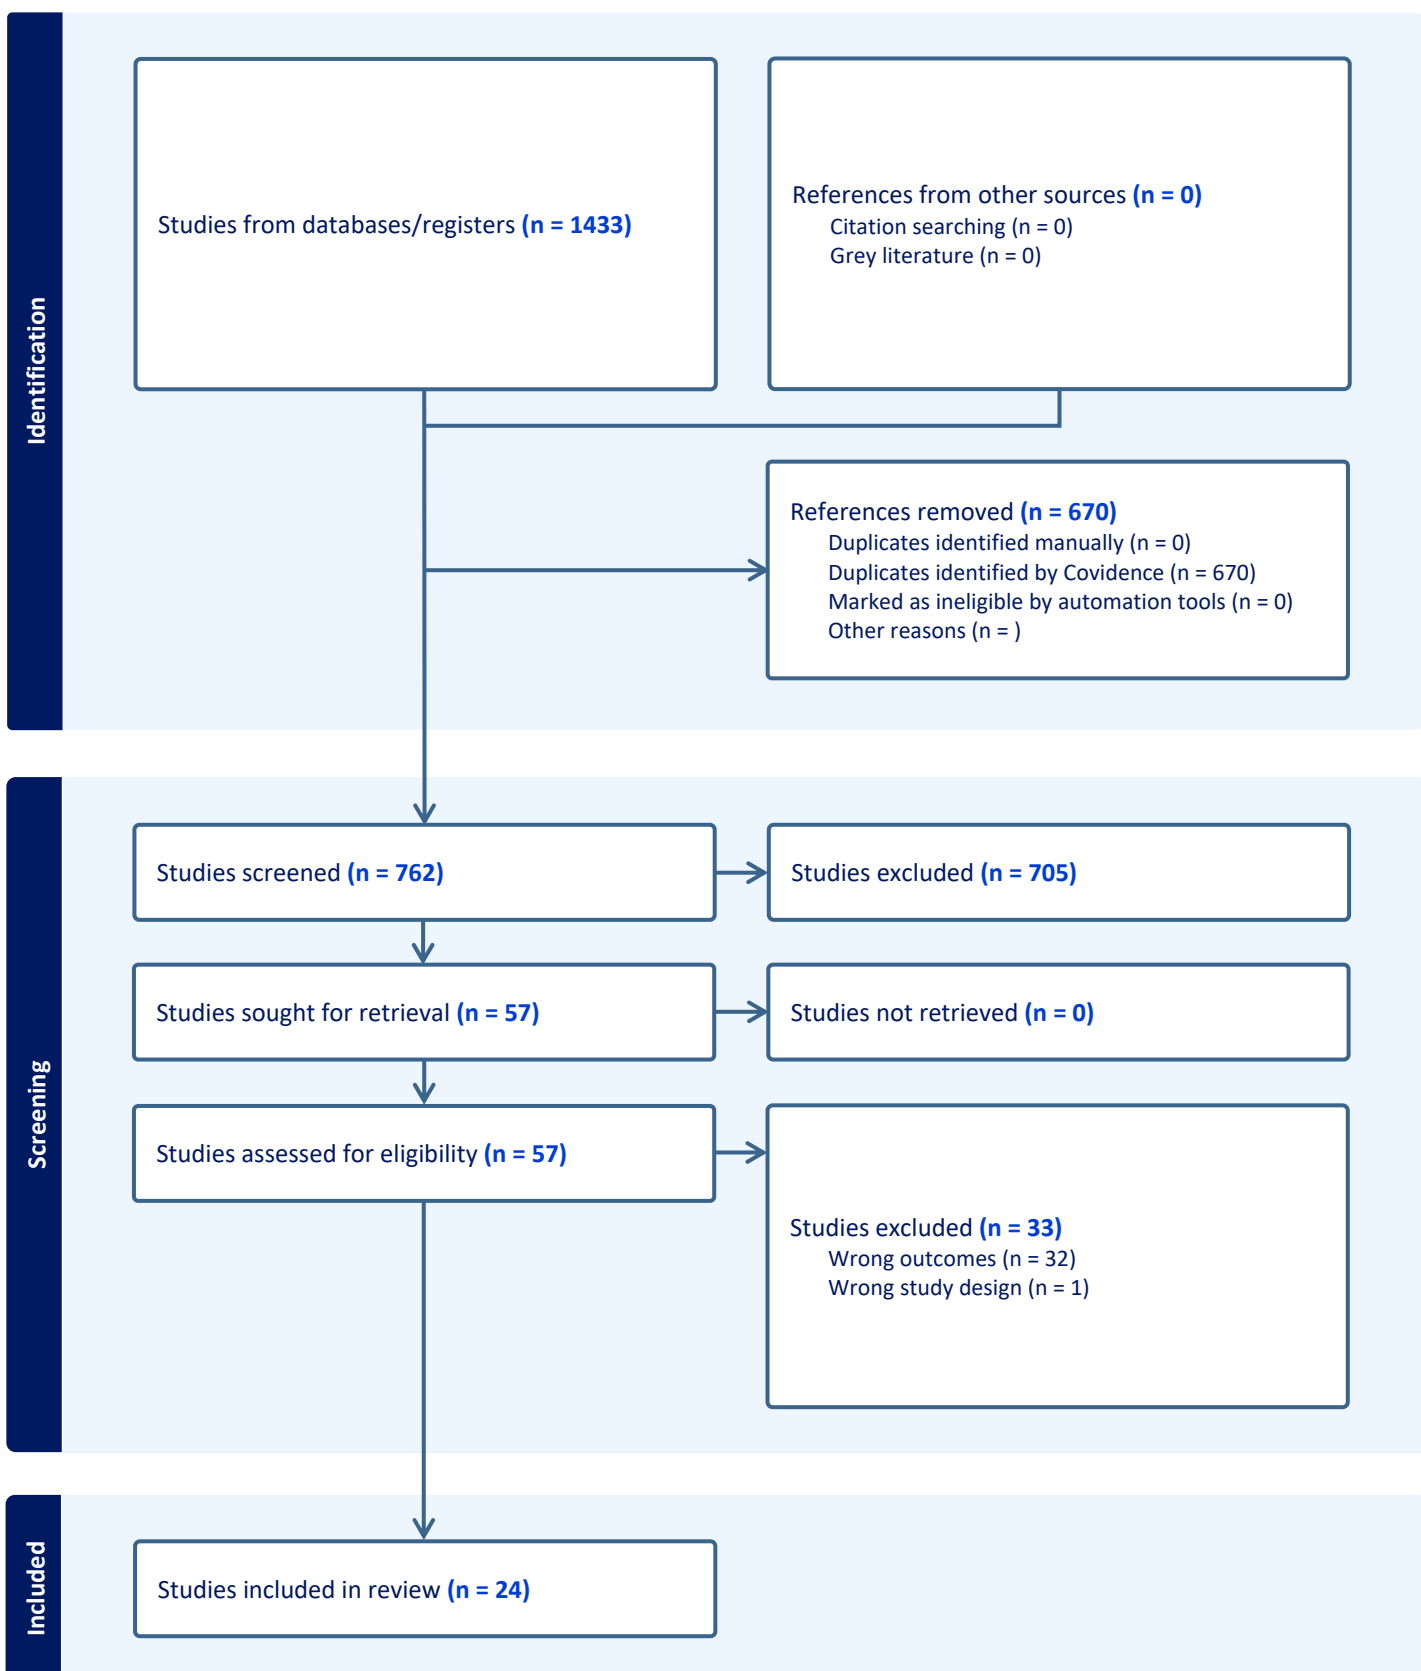 Identification
Studies from databases/registers (n = 1433)
References from other sources (n = 0)
Citation searching (n = 0)
Grey literature (n = 0)
References removed (n = 670)
Duplicates identified manually (n = 0)
Duplicates identified by Covidence (n = 670)
Marked as ineligible by automation tools (n = 0)
Other reasons (n = )
Screening
Studies screened (n = 762)
Studies excluded (n = 705)
Studies sought for retrieval (n = 57)
Studies not retrieved (n = 0)
Studies assessed for eligibility (n = 57)
Studies excluded (n = 33)
Wrong outcomes (n = 32)
Wrong study design (n = 1)
Included
Studies included in review (n = 24)